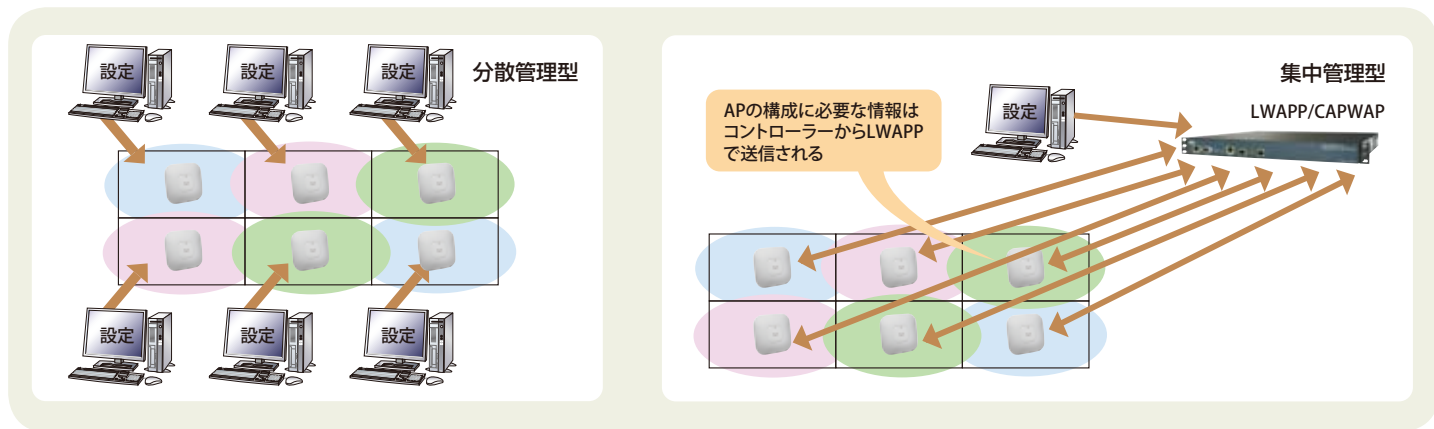 分散管理型
設定
設定
設定
設定
設定
設定
集中管理型
LWAPP/CAPWAP
設定
APの構成に必要な情報は
コントローラーからLWAPP
で送信される